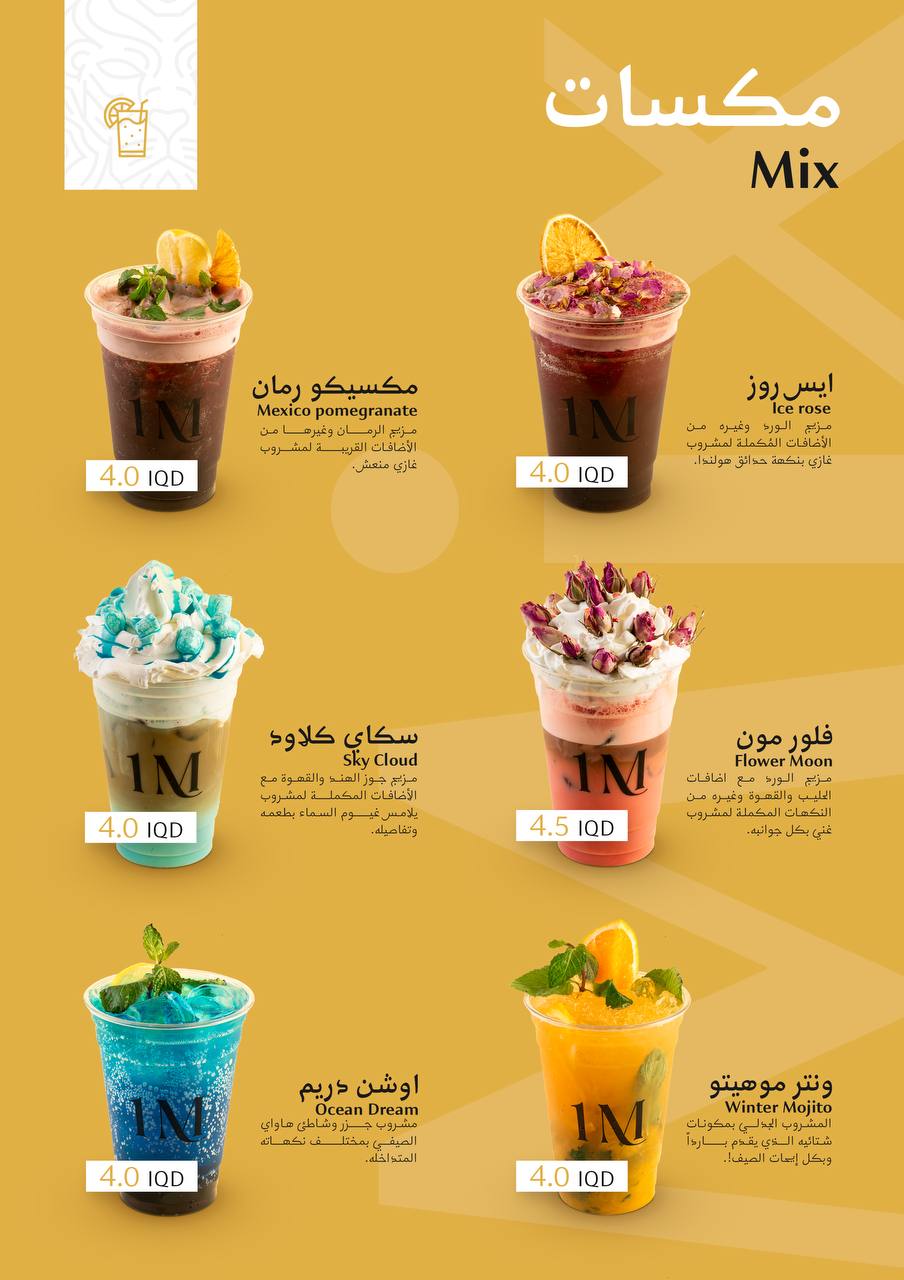 مكسات
Mix
ايس روز
Ice rose
مزيج الورد وغيره من
الأضافات المُكملة لمشروب
غازي بنكهة حدائق هولندا.
1M
4.0 IQD
مكسيكو رمان
Mexico pomegranate
مزيج الرمان وغيرها من
الأضافات القريبة لمشروب
غازي منعش.
1M
4.0 IQD
فلور مون
Flower Moon
مزيج الورد مع اضافات
الحليب والقهوة وغيره من
النكهات المكملة لمشروب
غني بكل جوانبه.
1M
4.5 IQD
سكاي كلاود
Sky Cloud
مزيج جوز الهند والقهوة مع
الأضافات المكملة لمشروب
يلامس غيوم السماء بطعمه
وتفاصيله.
1M
4.0 IQD
ونتر موهيتو
Winter Mojito
المشروب الجدلي بمكونات
شتائيه الذي يقدم بارداً
وبكل إيحات الصيف!.
1M
4.0 IQD
اوشن دريم
Ocean Dream
مشروب جزر وشاطئ هاواي
الصيفي بمختلف نكهاته
المتداخله.
1M
4.0 IQD